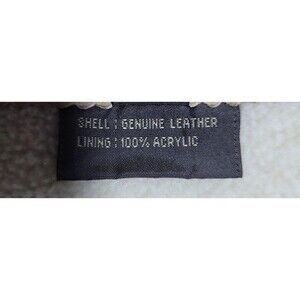 SHELL: GENUINE LEATHER
LINING: 100% ACRYLIC